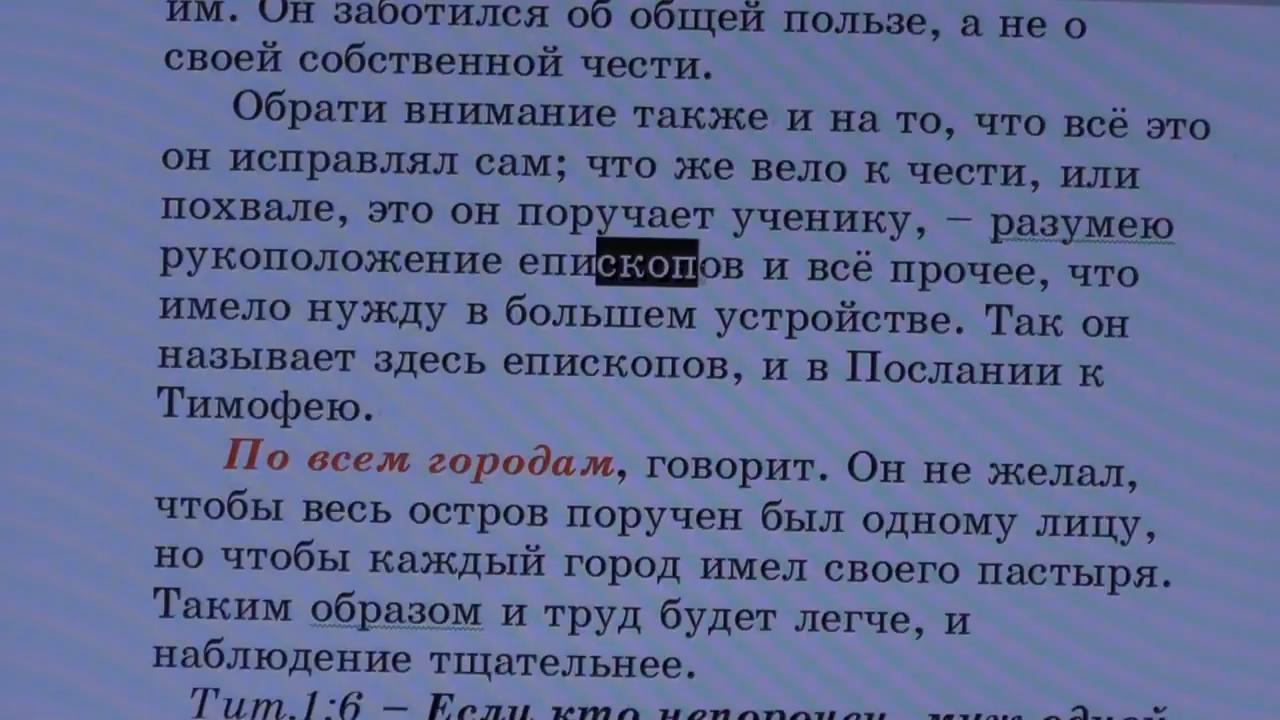 им. Он заботился об общей пользе, а не о
своей собственной чести.
Обрати внимание также и на то, что всё это
он исправлял сам; что же вело к чести, или
похвале, это он поручает ученику, – разумею
рукоположение епископов и всё прочее, что
имело нужду в большем устройстве. Так он
называет здесь епископов, и в Послании к
Тимофею.
По всем городам, говорит. Он не желал,
чтобы весь остров поручен был одному лицу,
но чтобы каждый город имел своего пастыря.
Таким образом и труд будет легче, и
наблюдение тщательнее.
Тит.1:6 – Если кто непорочен, муж одной